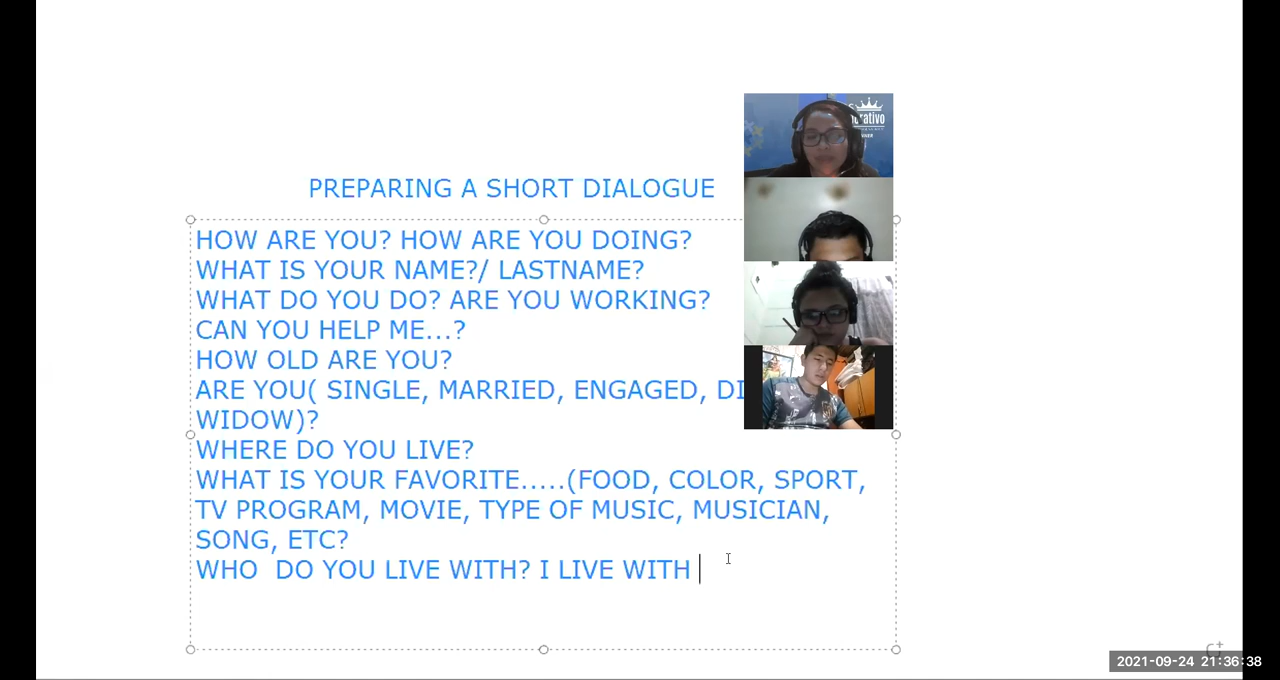 PREPARING A SHORT DIALOGUE
HOW ARE YOU? HOW ARE YOU DOING?
WHAT IS YOUR NAME?/ LASTNAME?
WHAT DO YOU DO? ARE YOU WORKING?
CAN YOU HELP ME...?
HOW OLD ARE YOU?
ARE YOU( SINGLE, MARRIED, ENGAGED, DI
WIDOW)?
WHERE DO YOU LIVE?
WHAT IS YOUR FAVORITE.....(FOOD, COLOR, SPORT,
TV PROGRAM, MOVIE, TYPE OF MUSIC, MUSICIAN,
SONG, ETC?
WHO  DO YOU LIVE WITH? I LIVE WITH
2021-09-24 21:36:38